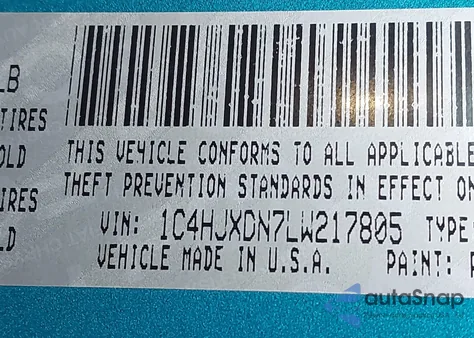 LB
TIRES
OLD
THIS VEHICLE CONFORMS TO ALL APPLICABLE
THEFT PREVENTION STANDARDS IN EFFECT ON
IRES
VIN: 1C4HJXDN7LW217805 TYPE
LD
VEHICLE MADE IN U.S.A. PAINT: P
autoSnap